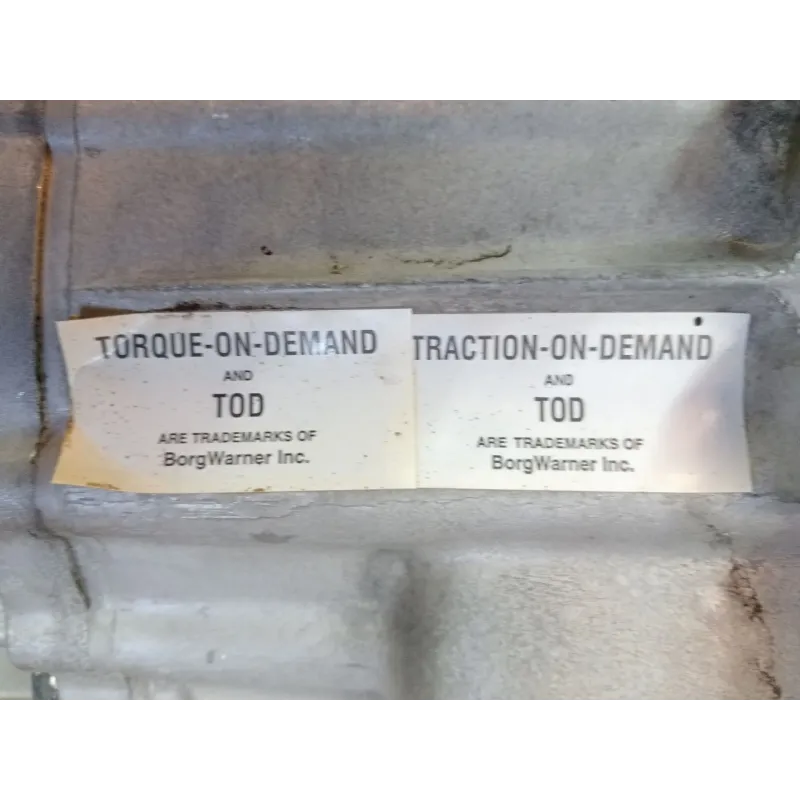 TORQUE-ON-DEMAND
AND
TOD
ARE TRADEMARKS OF
BorgWarner Inc.
TRACTION-ON-DEMAND
AND
TOD
ARE TRADEMARKS OF
BorgWarner Inc.